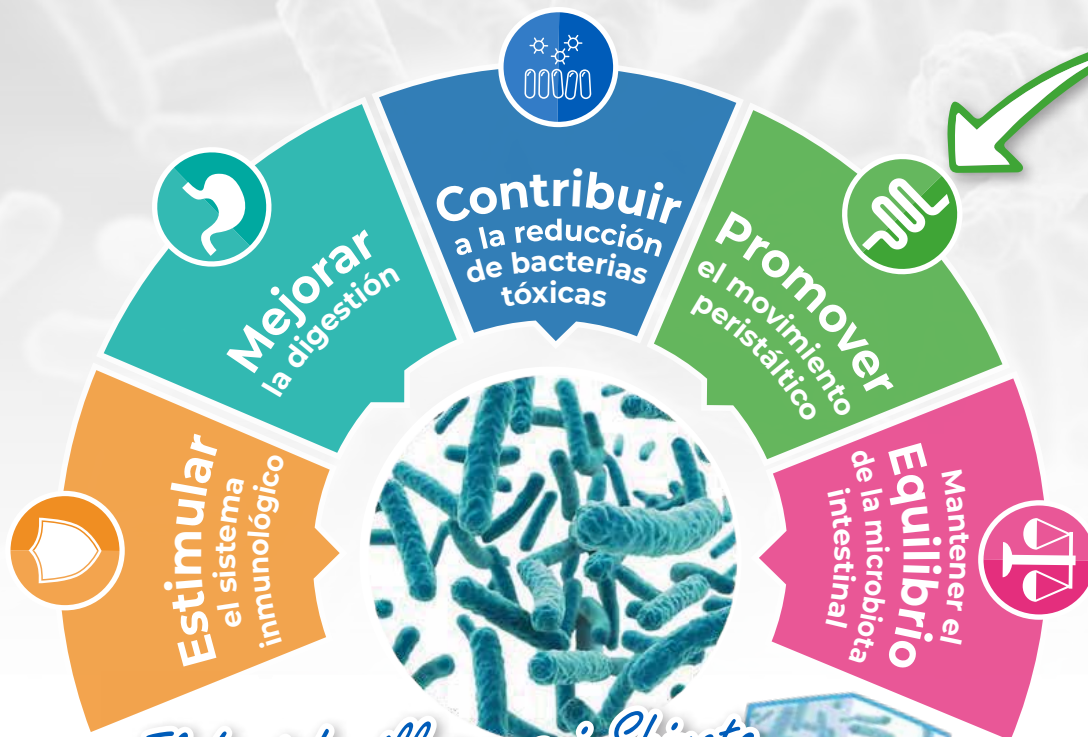 Estimular
el sistema
inmunológico
Mejorar
la digestión
Contribuir
a la reducción
de bacterias
tóxicas
Promover
el movimiento
peristáltico
Mantener el
Equilibrio
de la microbiota
intestinal